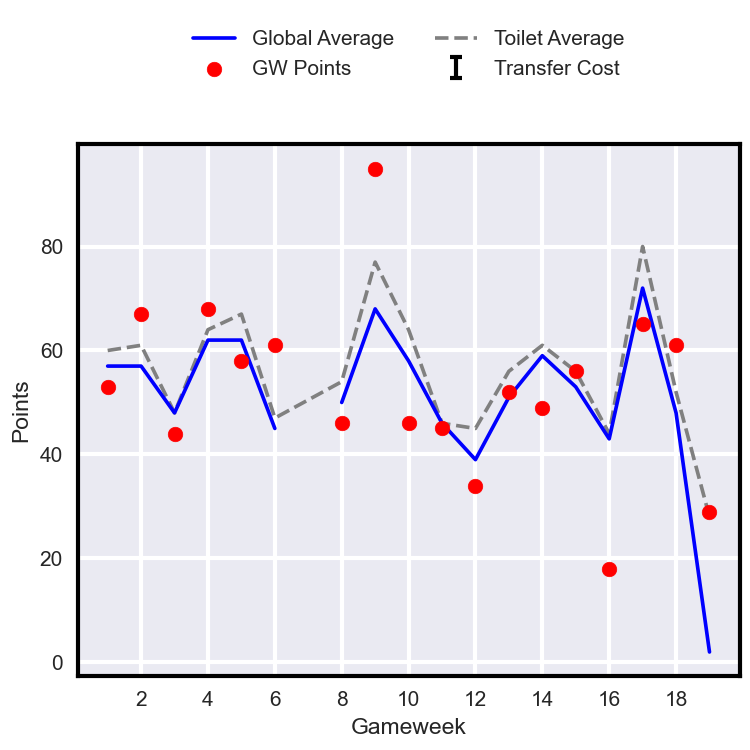 Global Average Toilet Average
GW Points Transfer Cost
80
60
40
20
0
Points
2 4 6 8 10 12 14 16 18
Gameweek